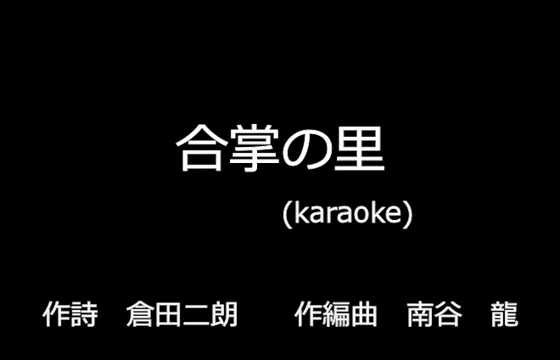 合掌の里
(karaoke)
作詩　倉田二朗　　作編曲　南谷　龍